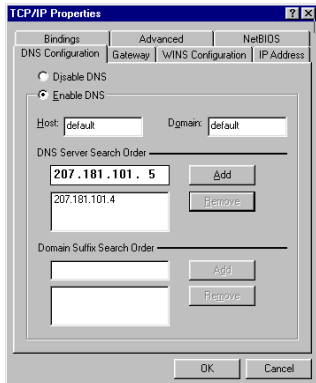 TCP/IP Properties
Bindings Advanced NetBIOS
DNS Configuration Gateway WINS Configuration IP Address
Disable DNS
Enable DNS
Host: default Domain: default
DNS Server Search Order
207.181.101. 5 Add
207.181.101.4 Remove
Domain Suffix Search Order
Add
Remove
OK Cancel